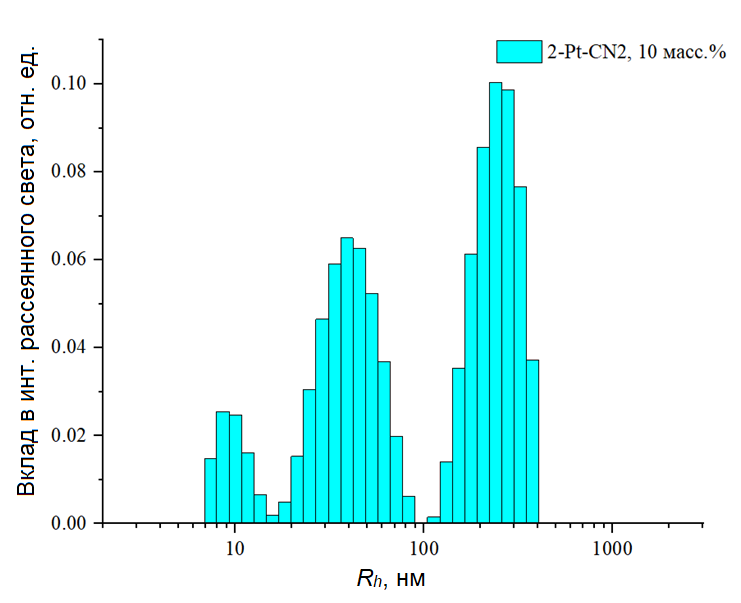 2-Pt-CN2, 10 масс.%
Вклад в инт. рассеянного света, отн. ед.
0.10
0.08
0.06
0.04
0.02
0.00
10 100 1000
Rh, нм